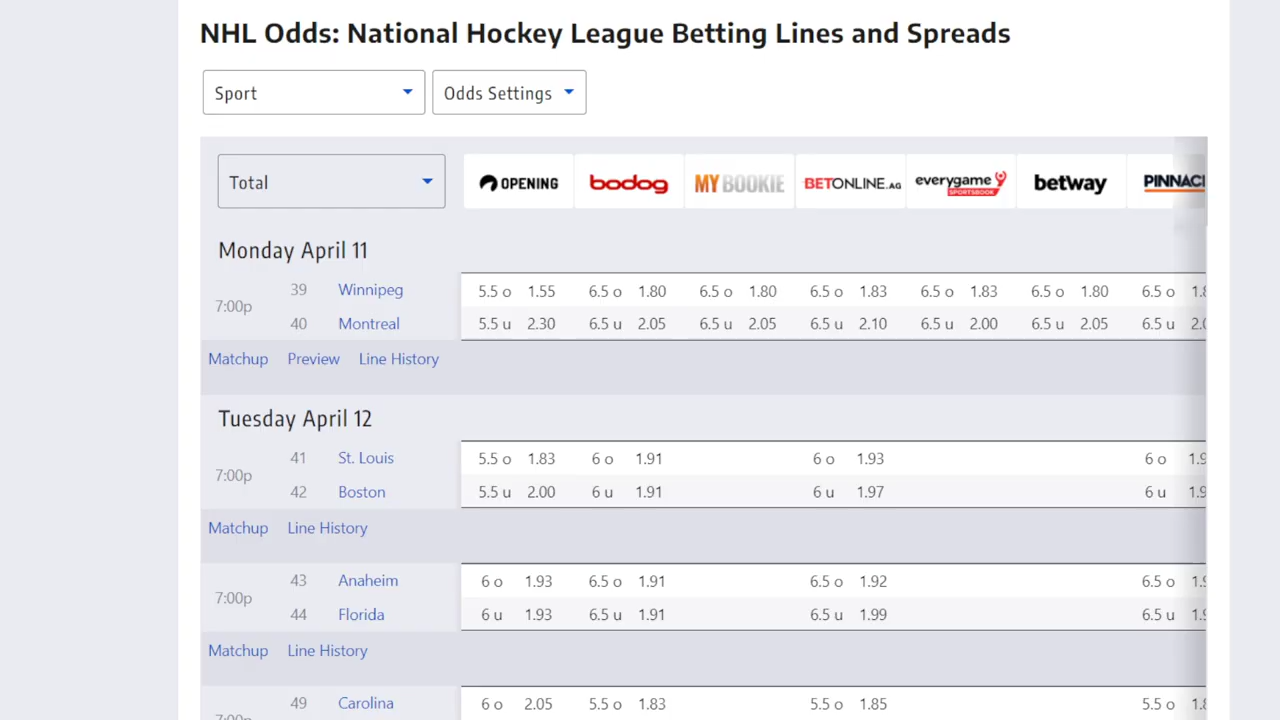 NHL Odds: National Hockey League Betting Lines and Spreads
Sport Odds Settings
Total OPENING bodog MYBOOKIE BETONLINE.AG everygame SPORTSBOOK betway
Monday April 11
7:00p
39 Winnipeg 5.5 o 1.55 6.5 o 1.80 6.5 o 1.80 6.5 o 1.83 6.5 o 1.83 6.5 o 1.80 6.5 o
40 Montreal 5.5 u 2.30 6.5 u 2.05 6.5 u 2.05 6.5 u 2.10 6.5 u 2.00 6.5 u 2.05 6.5 u
Matchup Preview Line History
Tuesday April 12
7:00p
41 St. Louis 5.5 o 1.83 6 o 1.91 6 o 1.93 6 o
42 Boston 5.5 u 2.00 6 u 1.91 6 u 1.97 6 u
Matchup Line History
7:00p
43 Anaheim 6 o 1.93 6.5 o 1.91 6.5 o 1.92 6.5 o
44 Florida 6 u 1.93 6.5 u 1.91 6.5 u 1.99 6.5 u
Matchup Line History
49 Carolina 6 o 2.05 5.5 o 1.83 5.5 o 1.85 5.5 o